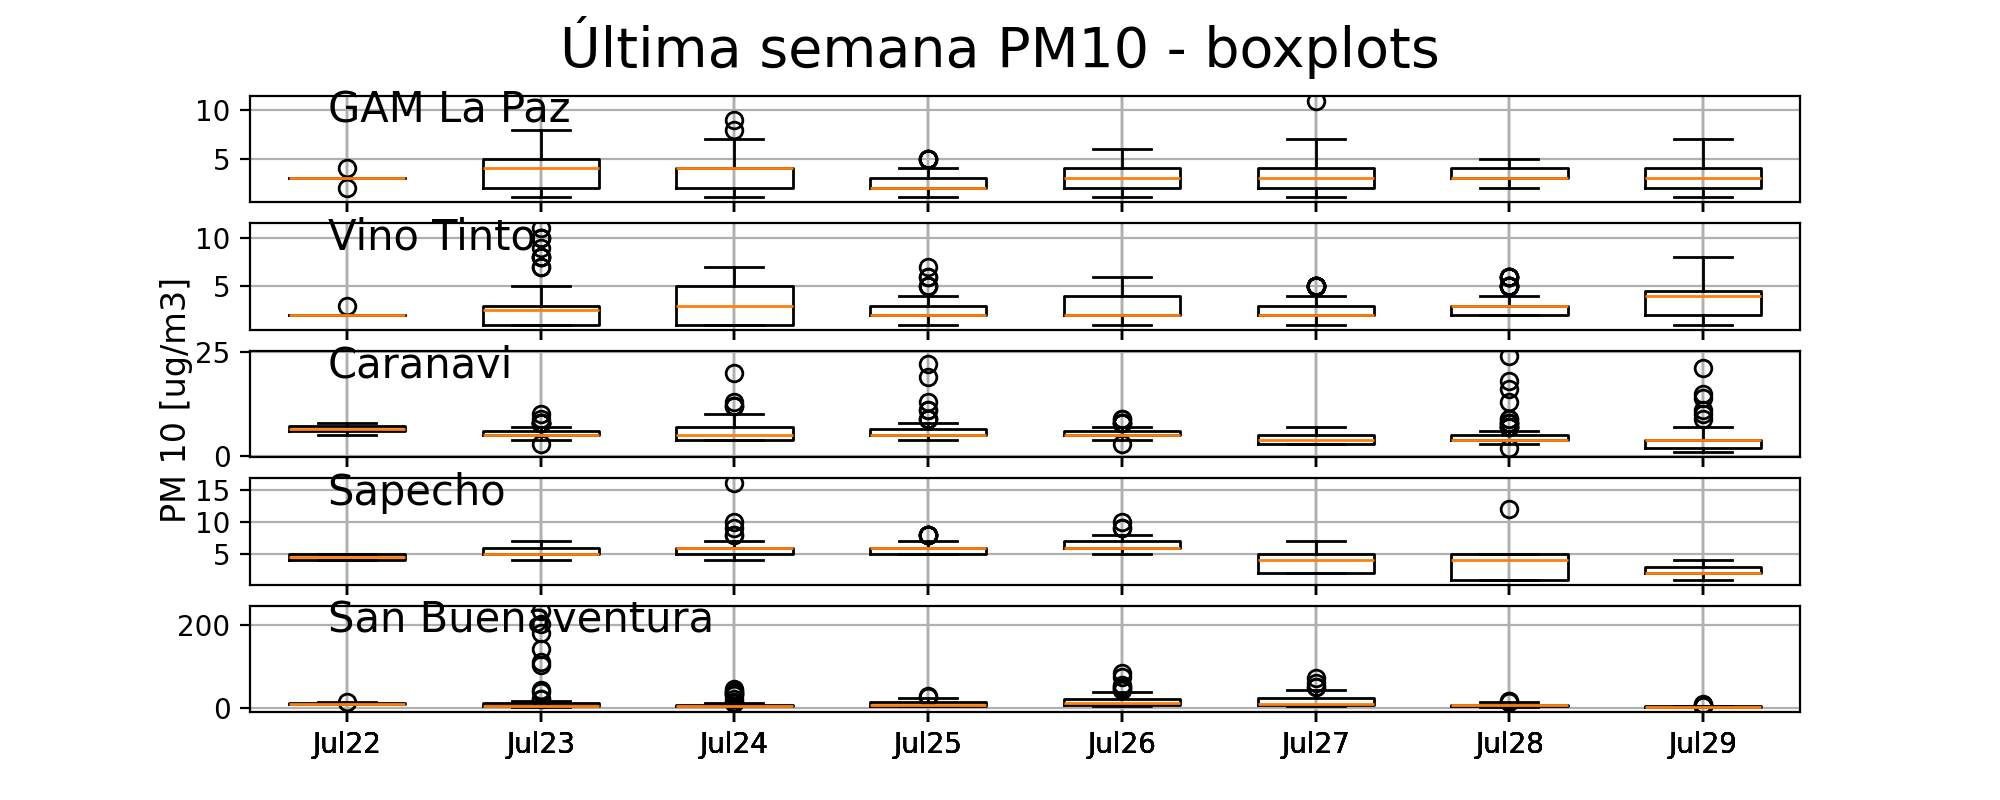 Última semana PM10 - boxplots
GAM La Paz
10
5
Vino Tinto
10
5
PM 10 [ug/m3]
Caranavi
25
0
Sapecho
15
10
5
San Buenaventura
200
0
Jul22 Jul23 Jul24 Jul25 Jul26 Jul27 Jul28 Jul29